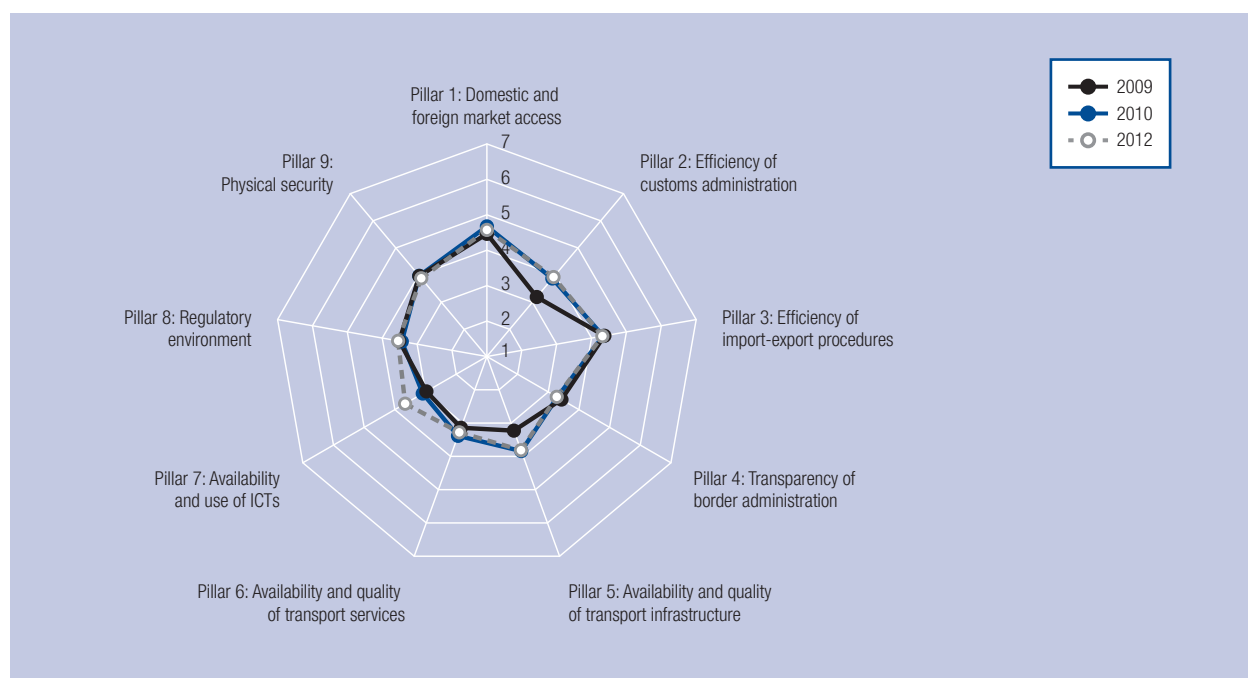 Pillar 1: Domestic and
foreign market access
Pillar 9:
Physical security
Pillar 2: Efficiency of
customs administration
Pillar 8: Regulatory
environment
Pillar 3: Efficiency of
import-export procedures
Pillar 7: Availability
and use of ICTs
Pillar 4: Transparency of
border administration
Pillar 6: Availability and quality
of transport services
Pillar 5: Availability and quality
of transport infrastructure
7
6
5
4
3
2
1
2009
2010
2012